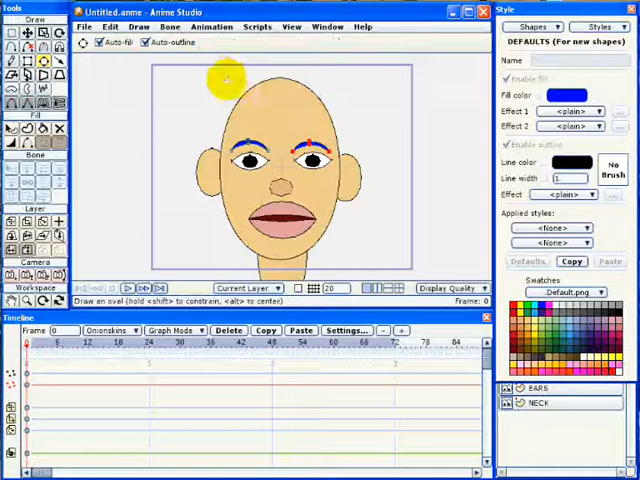 Tools
Draw
Fill
Bone
Layer
Camera
Workspace
Untitled.anme - Anime Studio
File Edit Draw Bone Animation Scripts View Window Help
Auto-fill Auto-outline
Current Layer 20 Display Quality
Draw an oval (hold <shift> to constrain, <alt> to center) Frame: 0
Style
Shapes Styles
DEFAULTS (For new shapes)
Name
Enable fill
Fill color
Effect 1 <plain> ...
Effect 2 <plain> ...
Enable outline
Line color
Line width 1
No Brush
Effect <plain> ...
Applied styles:
<None>
<None>
Defaults Copy Paste
Swatches
Default.png
EARS
NECK
Timeline
Frame 0 Onionskins Graph Mode Delete Copy Paste Settings... - +
0 6 12 18 24 30 36 42 48 54 60 66 72 78 84
1 2 3